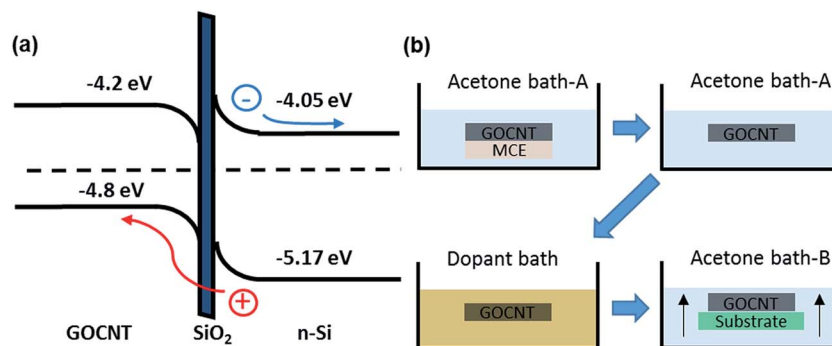 (a)
-4.2 eV
-
-4.05 eV
-4.8 eV
-5.17 eV
+
GOCNT SiO₂ n-Si
(b)
Acetone bath-A
GOCNT
MCE
Acetone bath-A
GOCNT
Dopant bath
GOCNT
Acetone bath-B
GOCNT
Substrate